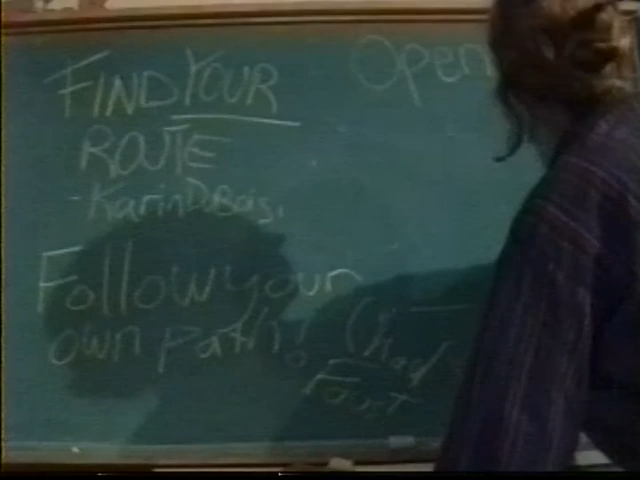 FIND YOUR
ROUTE
-Karin DuBois.
Open
Follow your
own path!
Chad
Faust